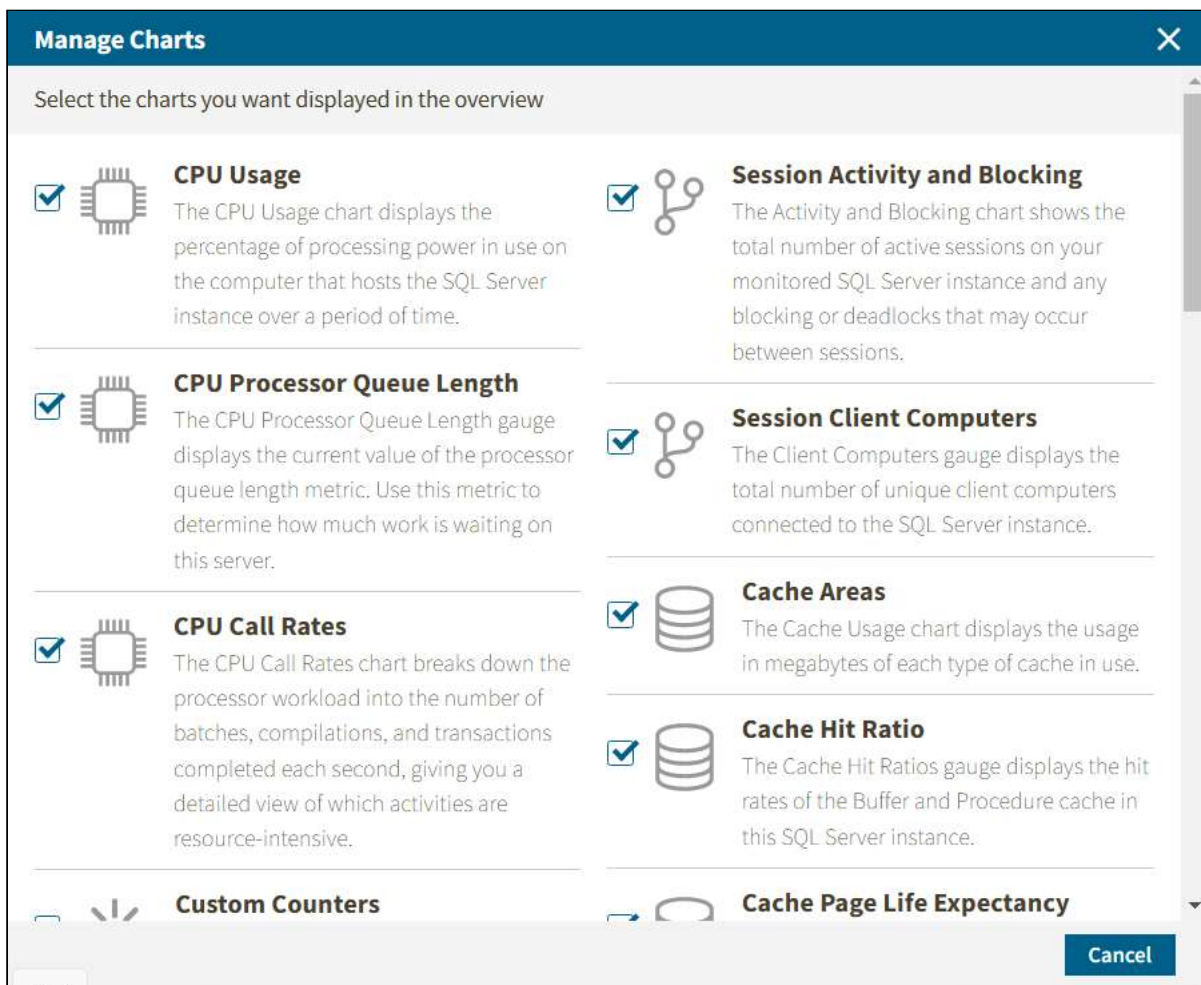 Manage Charts
Select the charts you want displayed in the overview
CPU Usage
The CPU Usage chart displays the
percentage of processing power in use on
the computer that hosts the SQL Server
instance over a period of time.
CPU Processor Queue Length
The CPU Processor Queue Length gauge
displays the current value of the processor
queue length metric. Use this metric to
determine how much work is waiting on
this server.
CPU Call Rates
The CPU Call Rates chart breaks down the
processor workload into the number of
batches, compilations, and transactions
completed each second, giving you a
detailed view of which activities are
resource-intensive.
Custom Counters
Session Activity and Blocking
The Activity and Blocking chart shows the
total number of active sessions on your
monitored SQL Server instance and any
blocking or deadlocks that may occur
between sessions.
Session Client Computers
The Client Computers gauge displays the
total number of unique client computers
connected to the SQL Server instance.
Cache Areas
The Cache Usage chart displays the usage
in megabytes of each type of cache in use.
Cache Hit Ratio
The Cache Hit Ratios gauge displays the hit
rates of the Buffer and Procedure cache in
this SQL Server instance.
Cache Page Life Expectancy
Cancel